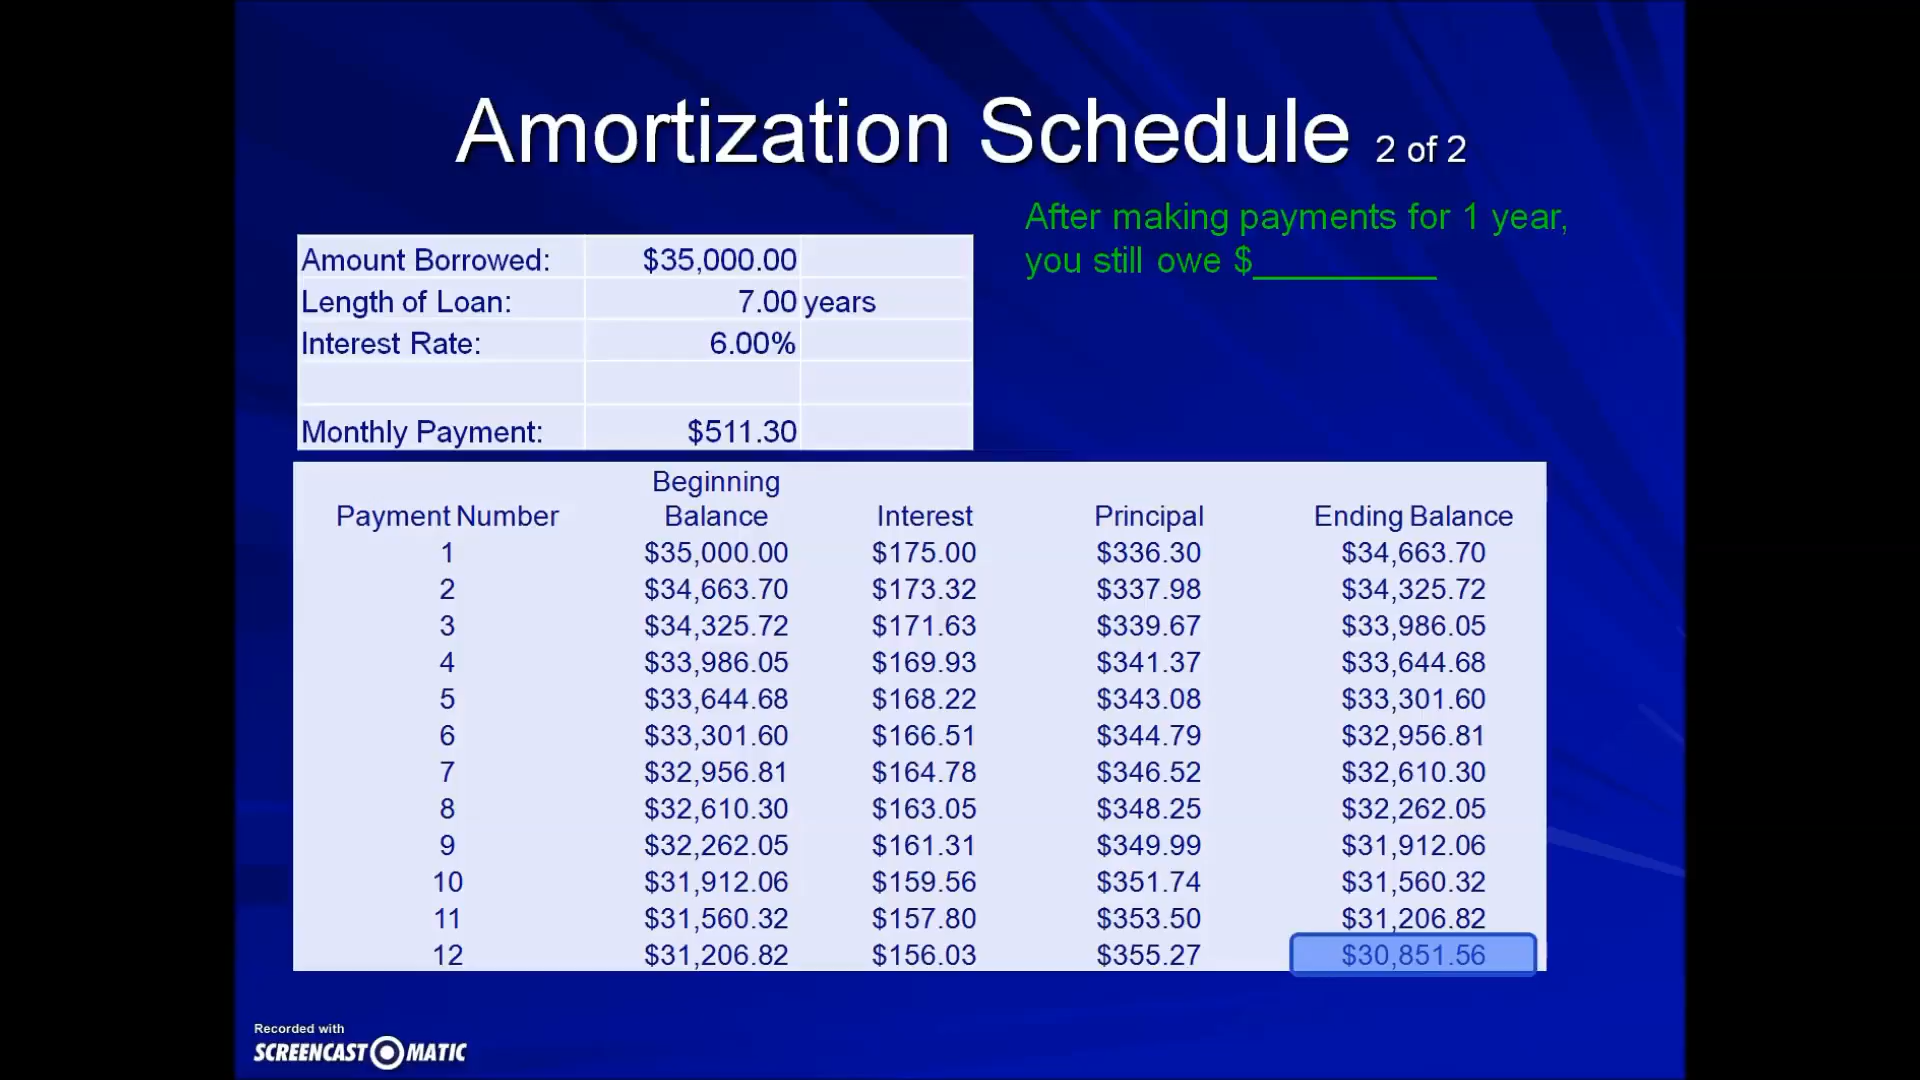 Amortization Schedule 2 of 2
After making payments for 1 year,
you still owe $__________
Amount Borrowed: $35,000.00
Length of Loan: 7.00 years
Interest Rate: 6.00%
Monthly Payment: $511.30
Beginning
Payment Number Balance Interest Principal Ending Balance
1 $35,000.00 $175.00 $336.30 $34,663.70
2 $34,663.70 $173.32 $337.98 $34,325.72
3 $34,325.72 $171.63 $339.67 $33,986.05
4 $33,986.05 $169.93 $341.37 $33,644.68
5 $33,644.68 $168.22 $343.08 $33,301.60
6 $33,301.60 $166.51 $344.79 $32,956.81
7 $32,956.81 $164.78 $346.52 $32,610.30
8 $32,610.30 $163.05 $348.25 $32,262.05
9 $32,262.05 $161.31 $349.99 $31,912.06
10 $31,912.06 $159.56 $351.74 $31,560.32
11 $31,560.32 $157.80 $353.50 $31,206.82
12 $31,206.82 $156.03 $355.27 $30,851.56
Recorded with
SCREENCAST-O-MATIC